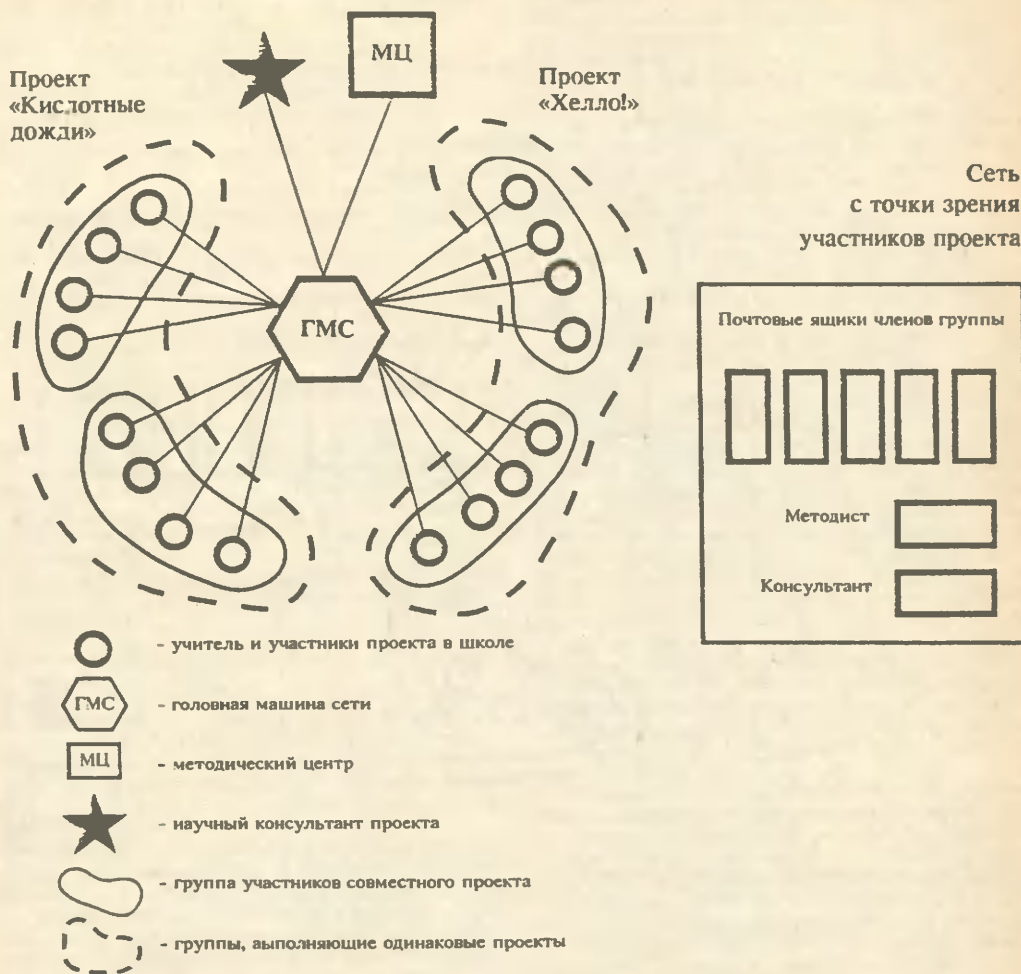 МЦ
Проект
«Кислотные
дожди»
Проект
«Хелло!»
Сеть
с точки зрения
участников проекта
ГМС
Почтовые ящики членов группы
Методист
Консультант
- учитель и участники проекта в школе
ГМС
- головная машина сети
МЦ
- методический центр
- научный консультант проекта
- группа участников совместного проекта
- группы, выполняющие одинаковые проекты